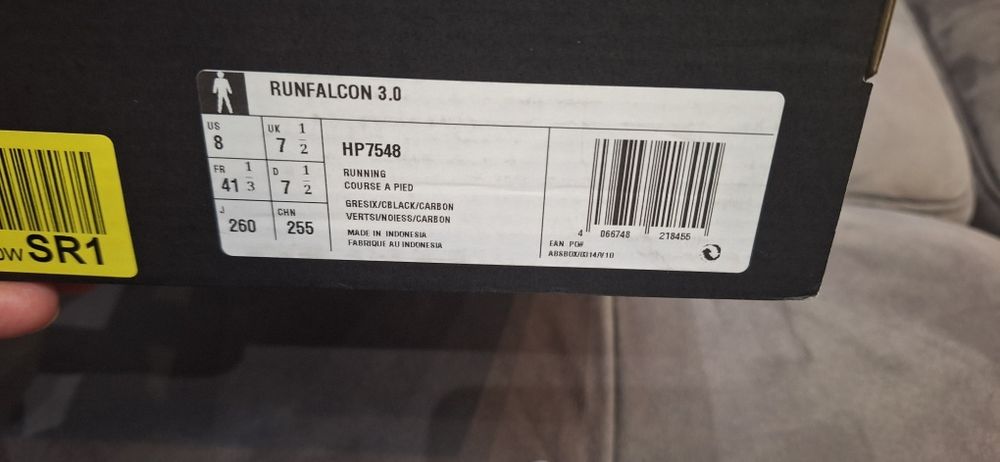 RUNFALCON 3.0
US
8
UK
7 1/2
FR
41 1/3
D
7 1/2
J
260
CHN
255
HP7548
RUNNING
COURSE A PIED
GRESIX/CBLACK/CARBON
VERTSI/NOIESS/CARBON
MADE IN INDONESIA
FABRIQUE AU INDONESIA
4 066748 218455
EAN PO#
SR1